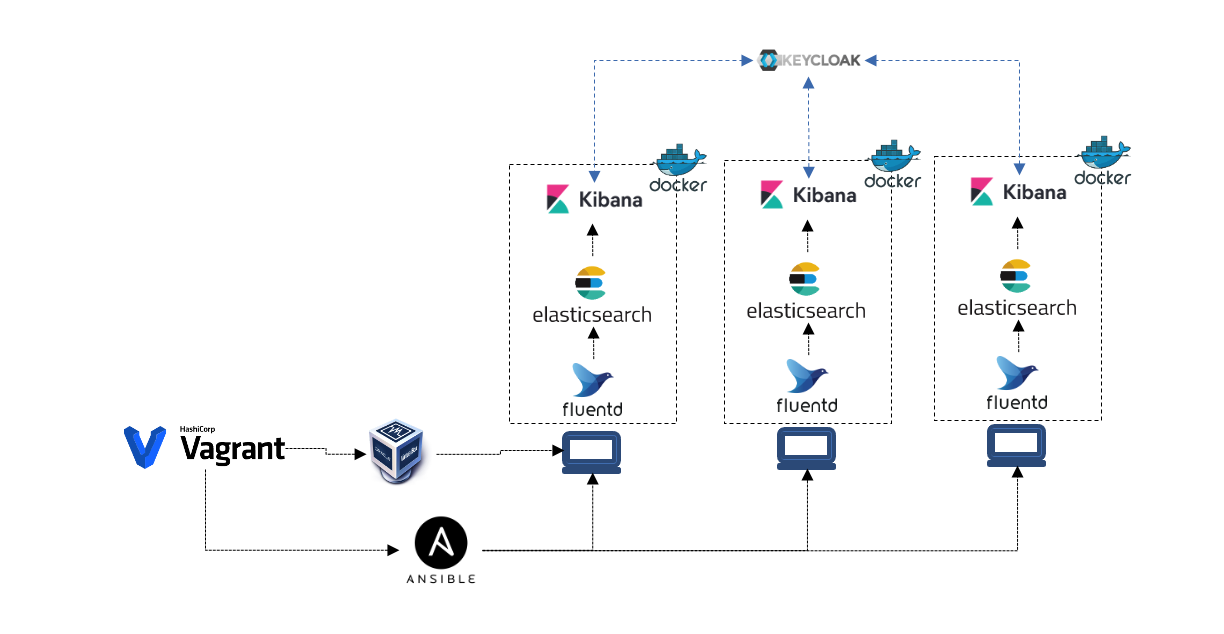 KEYCLOAK
docker
docker
docker
Kibana
Kibana
Kibana
elasticsearch
elasticsearch
elasticsearch
fluentd
fluentd
fluentd
HashiCorp
Vagrant
ANSIBLE